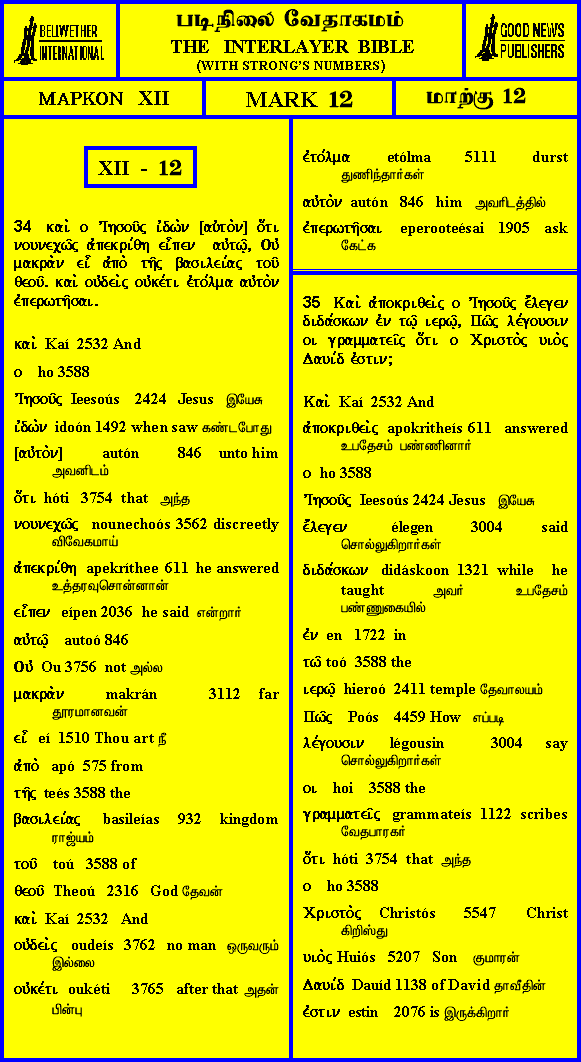 BELLWETHER
INTERNATIONAL
படிநிலை வேதாகமம்
THE INTERLAYER BIBLE
(WITH STRONG'S NUMBERS)
GOOD NEWS
PUBLISHERS
ΜΑΡΚΟΝ XII
MARK 12
மாற்கு 12
XII - 12
34 καὶ ο Ἰησοῦς ἰδὼν [αὐτὸν] ὅτι
νουνεχῶς ἀπεκρίθη εἶπεν αὐτῷ, Οὐ
μακρὰν εἶ ἀπὸ τῆς βασιλείας τοῦ
θεοῦ. καὶ οὐδεὶς οὐκέτι ἐτόλμα αὐτὸν
ἐπερωτῆσαι.
καὶ Kaí 2532 And
ο ho 3588
Ἰησοῦς Ieesoús 2424 Jesus இயேசு
ἰδὼν idoón 1492 when saw கண்டபோது
[αὐτὸν] autón 846 unto him
அவனிடம்
ὅτι hóti 3754 that அந்த
νουνεχῶς nounechoós 3562 discreetly
விவேகமாய்
ἀπεκρίθη apekríthee 611 he answered
உத்தரவுசொன்னான்
εἶπεν eípen 2036 he said என்றார்
αὐτῷ autoó 846
Οὐ Ou 3756 not அல்ல
μακρὰν makrán 3112 far
தூரமானவன்
εἶ eí 1510 Thou art நீ
ἀπὸ apó 575 from
τῆς teés 3588 the
βασιλείας basileías 932 kingdom
ராஜ்யம்
τοῦ toú 3588 of
θεοῦ Theoú 2316 God தேவன்
καὶ Kaí 2532 And
οὐδεὶς oudeís 3762 no man ஒருவரும்
இல்லை
οὐκέτι oukéti 3765 after that அதன்
பின்பு
ἐτόλμα etólma 5111 durst
துணிந்தார்கள்
αὐτὸν autón 846 him அவரிடத்தில்
ἐπερωτῆσαι eperooteésai 1905 ask
கேட்க
35 Καὶ ἀποκριθεὶς ο Ἰησοῦς ἔλεγεν
διδάσκων ἐν τῷ ιερῷ, Πῶς λέγουσιν
οι γραμματεῖς ὅτι ο Χριστὸς υιὸς
Δαυίδ ἐστιν;
Καὶ Kaí 2532 And
ἀποκριθεὶς apokritheís 611 answered
உபதேசம் பண்ணினார்
ο ho 3588
Ἰησοῦς Ieesoús 2424 Jesus இயேசு
ἔλεγεν élegen 3004 said
சொல்லுகிறார்கள்
διδάσκων didáskoon 1321 while he
taught அவர் உபதேசம்
பண்ணுகையில்
ἐν en 1722 in
τῶ toó 3588 the
ιερῷ hieroó 2411 temple தேவாலயம்
Πῶς Poós 4459 How எப்படி
λέγουσιν légousin 3004 say
சொல்லுகிறார்கள்
οι hoi 3588 the
γραμματεῖς grammateís 1122 scribes
வேதபாரகர்
ὅτι hóti 3754 that அந்த
ο ho 3588
Χριστὸς Christós 5547 Christ
கிறிஸ்து
υιὸς Huiós 5207 Son குமாரன்
Δαυίδ Dauíd 1138 of David தாவீதின்
ἐστιν estin 2076 is இருக்கிறார்